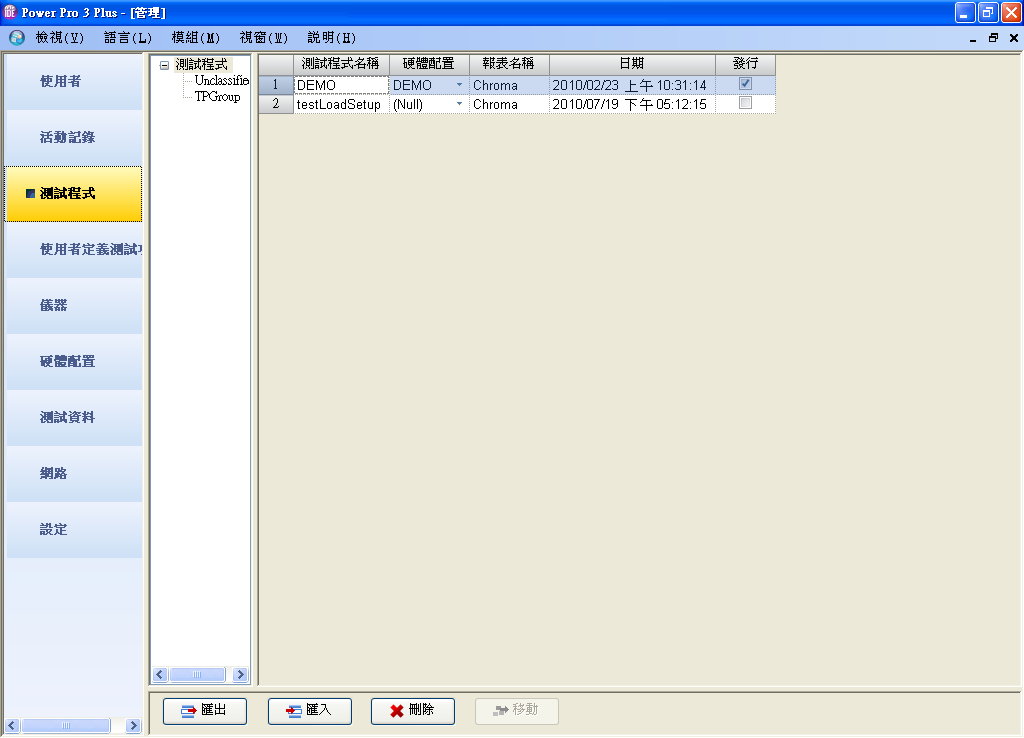 Power Pro 3 Plus - [管理]
檢視(V) 語言(L) 模組(M) 視窗(W) 說明(H)
使用者
活動記錄
測試程式
使用者定義測試
儀器
硬體配置
測試資料
網路
設定
測試程式
Unclassifie
TPGroup
測試程式名稱 硬體配置 報表名稱 日期 發行
1 DEMO DEMO Chroma 2010/02/23 上午 10:31:14
2 testLoadSetup (Null) Chroma 2010/07/19 下午 05:12:15
匯出 匯入 刪除 移動